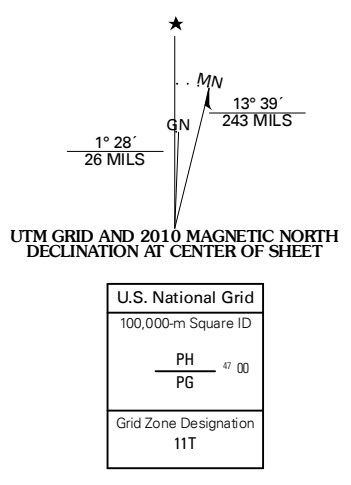 ★
MN
13° 39´
243 MILS
GN
1° 28´
26 MILS
UTM GRID AND 2010 MAGNETIC NORTH
DECLINATION AT CENTER OF SHEET
U.S. National Grid
100,000-m Square ID
PH
47 00
PG
Grid Zone Designation
11T